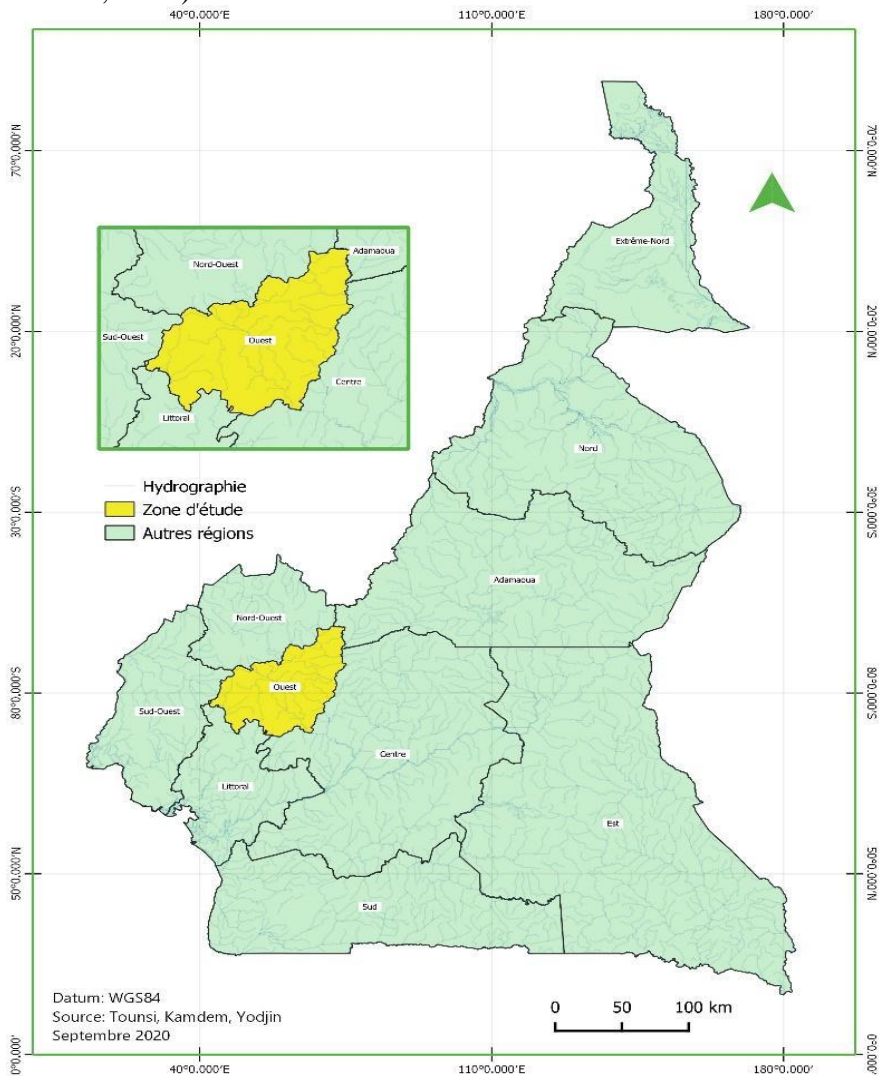 40°0.000'E 110°0.000'E 180°0.000'
70°0.000'N
70°0.000'N
Extrême-Nord
Nord-Ouest
Adamaoua
Sud-Ouest
Ouest
Centre
Littoral
20°0.000'N
20°0.000'N
Nord
Hydrographie
Zone d'étude
Autres régions
30°0.000'S
30°0.000'S
Adamaoua
Nord-Ouest
Ouest
80°0.000'S
80°0.000'S
Sud-Ouest
Centre
Littoral
Est
50°0.000'N
50°0.000'N
Sud
Datum: WGS84
Source: Tounsi, Kamdem, Yodjin
Septembre 2020
0 50 100 km
0°0.000'
0°0.000'
40°0.000'E 110°0.000'E 180°0.000'